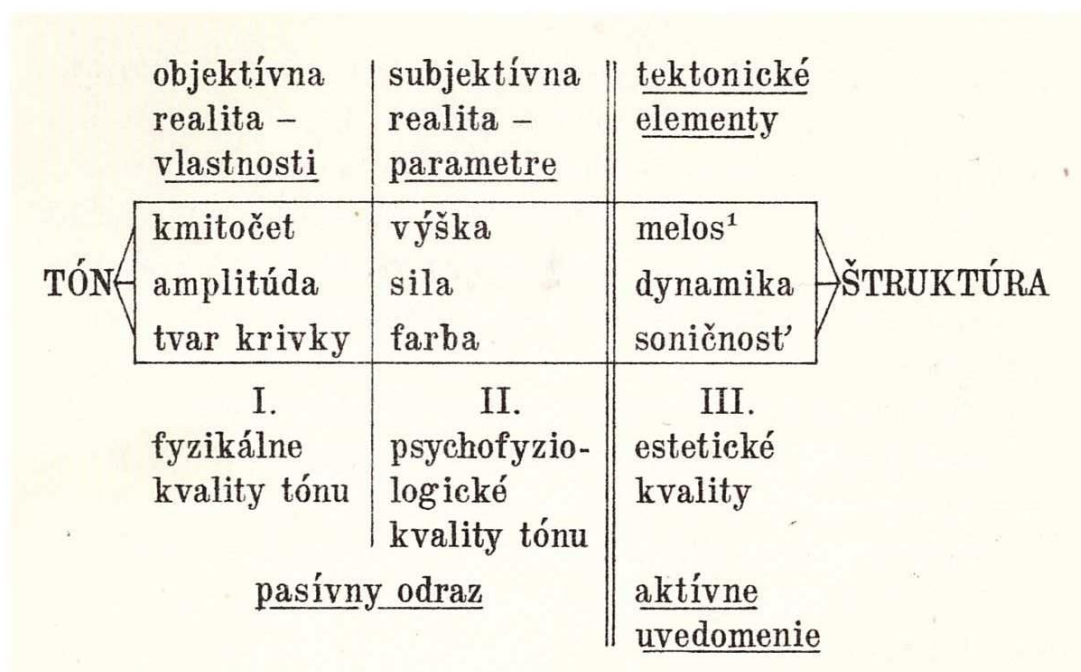 objektívna subjektívna tektonické
realita – realita – elementy
vlastnosti parametre
kmitočet výška melos¹
TÓN amplitúda sila dynamika ŠTRUKTÚRA
tvar krivky farba soničnosť
I. II. III.
fyzikálne psychofyzio- estetické
kvality tónu logické kvality
kvality tónu
pasívny odraz aktívne
uvedomenie